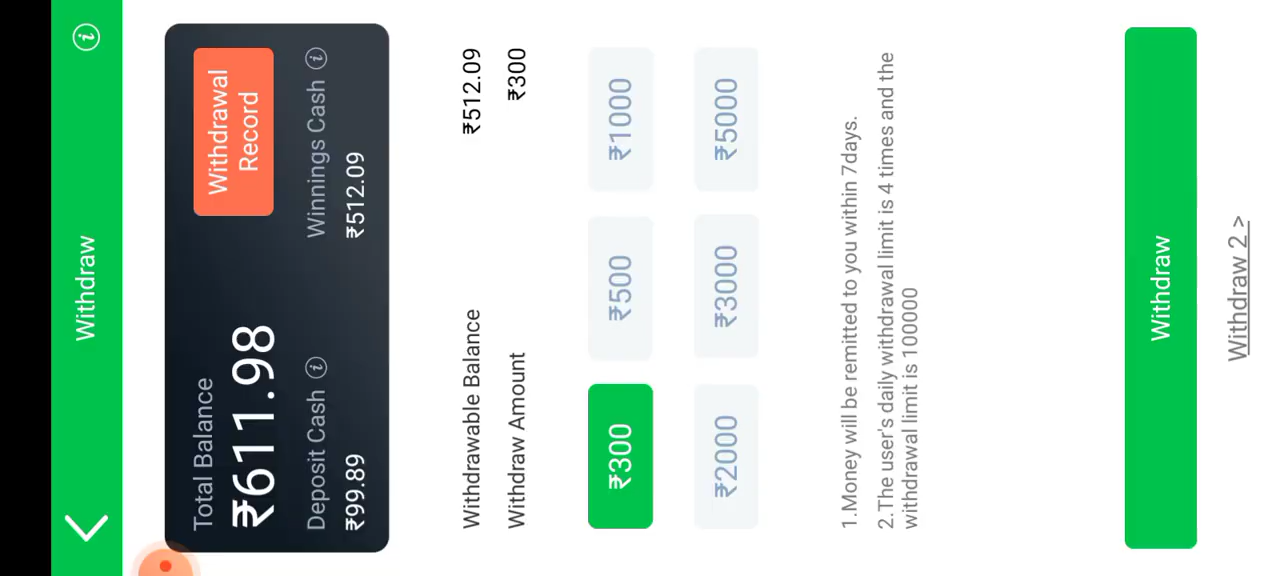 Withdraw
Total Balance
₹611.98
Withdrawal
Record
Deposit Cash
Winnings Cash
₹99.89
₹512.09
Withdrawable Balance
₹512.09
Withdraw Amount
₹300
₹300
₹500
₹1000
₹2000
₹3000
₹5000
1.Money will be remitted to you within 7days.
2.The user's daily withdrawal limit is 4 times and the
withdrawal limit is 100000
Withdraw
Withdraw 2 >